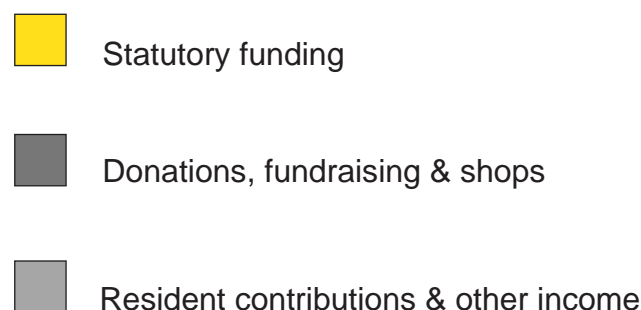 Statutory funding
Donations, fundraising & shops
Resident contributions & other income